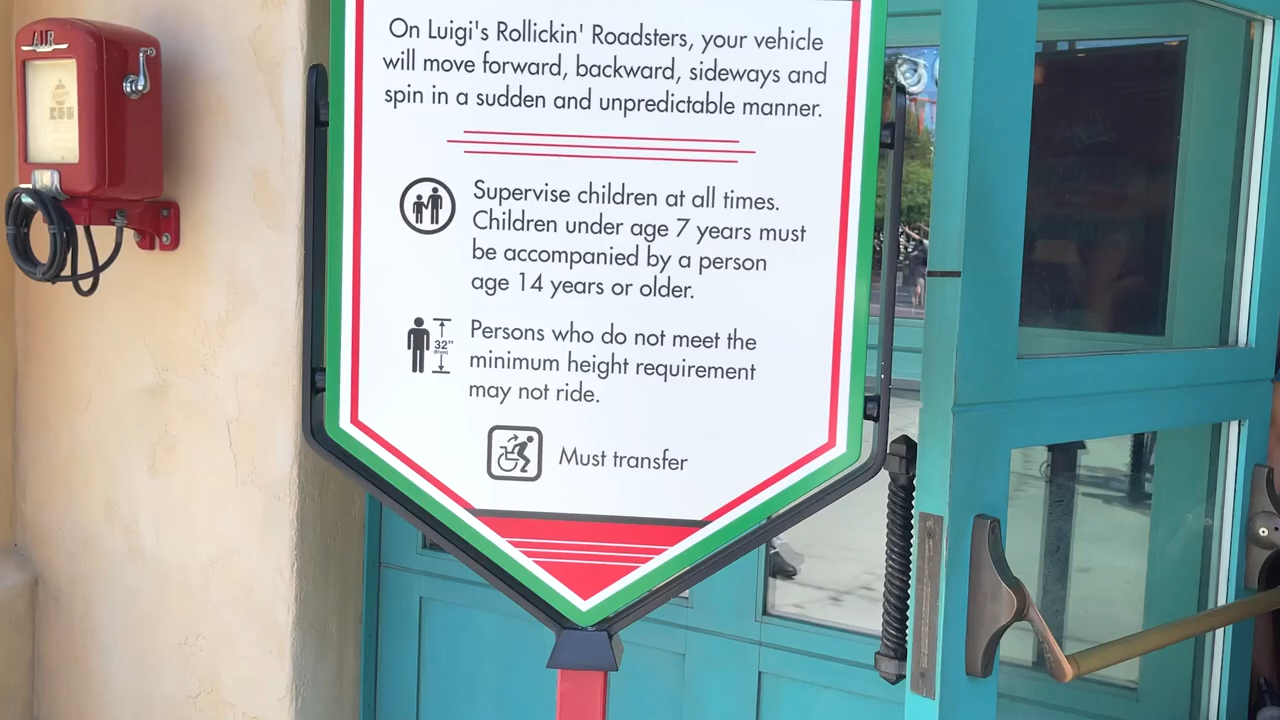 AIR
On Luigi's Rollickin' Roadsters, your vehicle
will move forward, backward, sideways and
spin in a sudden and unpredictable manner.
Supervise children at all times.
Children under age 7 years must
be accompanied by a person
age 14 years or older.
32"
Persons who do not meet the
minimum height requirement
may not ride.
Must transfer